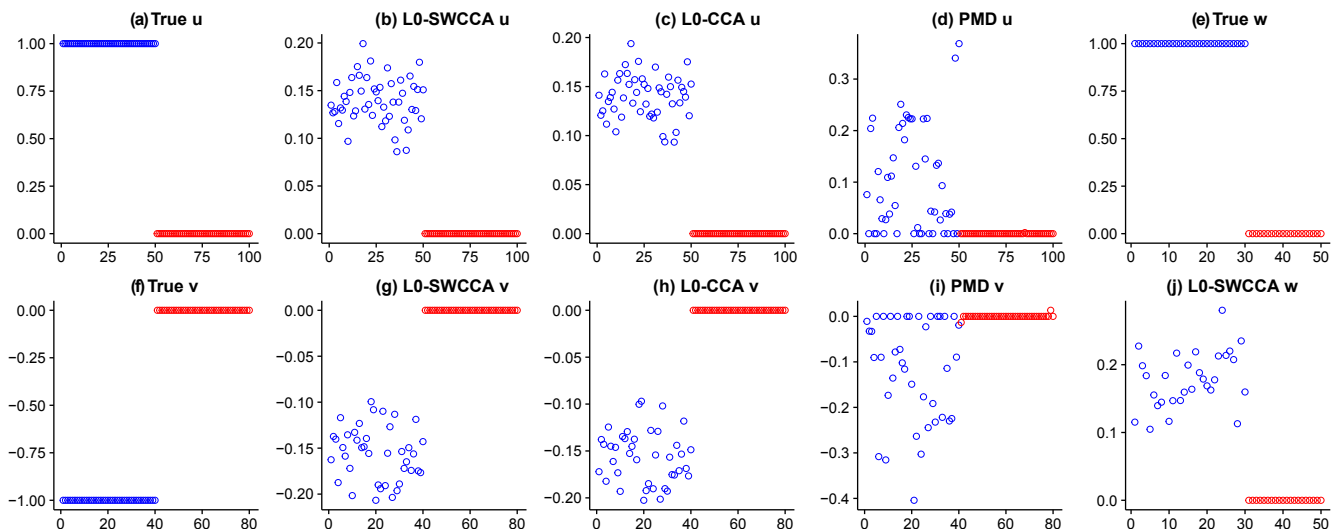 (a) True u
1.00
0.75
0.50
0.25
0.00
0 25 50 75 100
(b) L0-SWCCA u
0.20
0.15
0.10
0.05
0.00
0 25 50 75 100
(c) L0-CCA u
0.20
0.15
0.10
0.05
0.00
0 25 50 75 100
(d) PMD u
0.3
0.2
0.1
0.0
0 25 50 75 100
(e) True w
1.00
0.75
0.50
0.25
0.00
0 10 20 30 40 50
(f) True v
0.00
−0.25
−0.50
−0.75
−1.00
0 20 40 60 80
(g) L0-SWCCA v
0.00
−0.05
−0.10
−0.15
−0.20
0 20 40 60 80
(h) L0-CCA v
0.00
−0.05
−0.10
−0.15
−0.20
0 20 40 60 80
(i) PMD v
0.0
−0.1
−0.2
−0.3
−0.4
0 20 40 60 80
(j) L0-SWCCA w
0.2
0.1
0.0
0 10 20 30 40 50